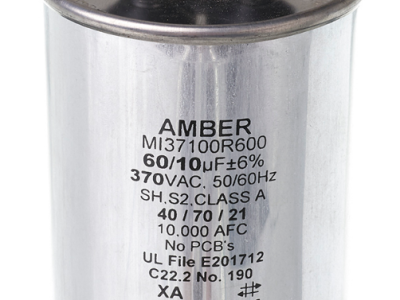 AMBER
MI37100R600
60/10µF±6%
370VAC, 50/60Hz
SH,S2,CLASS A
40 / 70 / 21
10,000 AFC
No PCB's
UL File E201712
C22.2 No. 190
XA